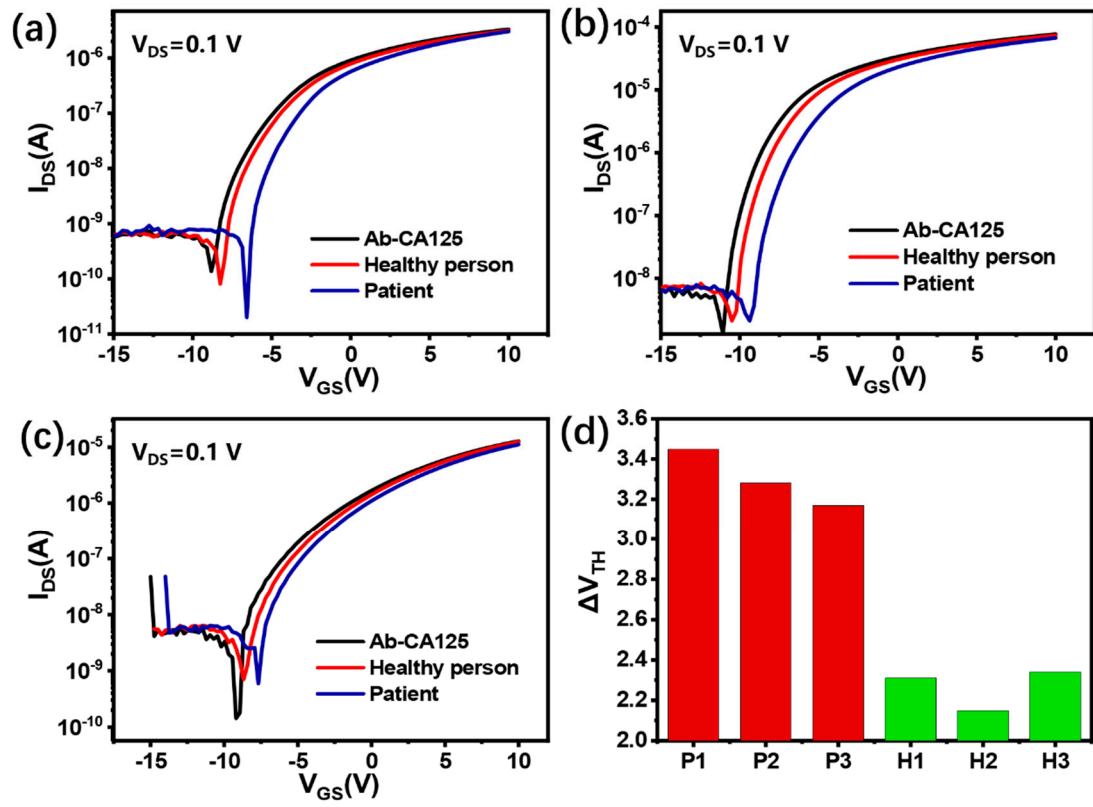 (a)
V_DS=0.1 V
I_DS(A)
10^-6
10^-7
10^-8
10^-9
10^-10
10^-11
Ab-CA125
Healthy person
Patient
-15 -10 -5 0 5 10
V_GS(V)
(b)
V_DS=0.1 V
I_DS(A)
10^-4
10^-5
10^-6
10^-7
10^-8
Ab-CA125
Healthy person
Patient
-15 -10 -5 0 5 10
V_GS(V)
(c)
V_DS=0.1 V
I_DS(A)
10^-5
10^-6
10^-7
10^-8
10^-9
10^-10
Ab-CA125
Healthy person
Patient
-15 -10 -5 0 5 10
V_GS(V)
(d)
ΔV_TH
3.6
3.4
3.2
3.0
2.8
2.6
2.4
2.2
2.0
P1 P2 P3 H1 H2 H3